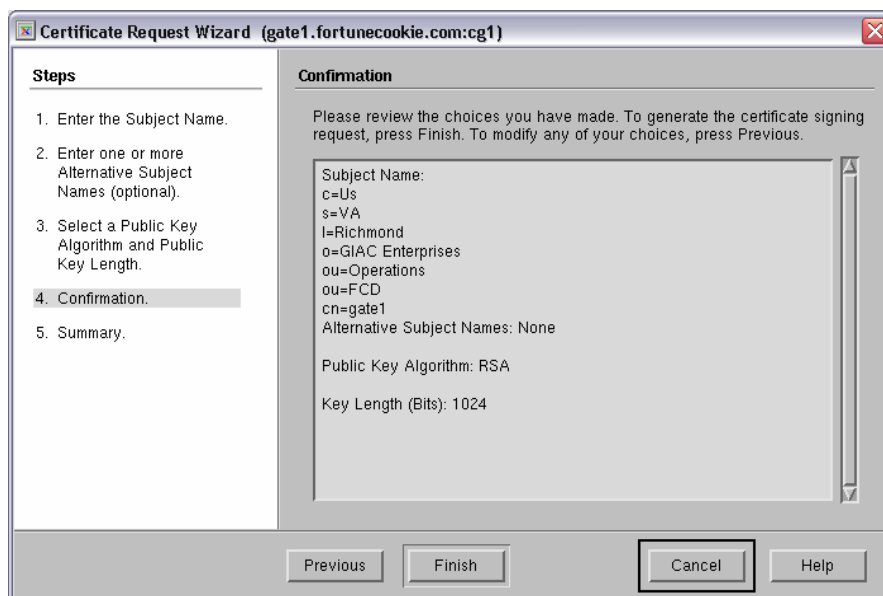 Certificate Request Wizard (gate1.fortunecookie.com:cg1)
Steps
1. Enter the Subject Name.
2. Enter one or more
Alternative Subject
Names (optional).
3. Select a Public Key
Algorithm and Public
Key Length.
4. Confirmation.
5. Summary.
Confirmation
Please review the choices you have made. To generate the certificate signing
request, press Finish. To modify any of your choices, press Previous.
Subject Name:
c=Us
s=VA
l=Richmond
o=GIAC Enterprises
ou=Operations
ou=FCD
cn=gate1
Alternative Subject Names: None
Public Key Algorithm: RSA
Key Length (Bits): 1024
Previous
Finish
Cancel
Help